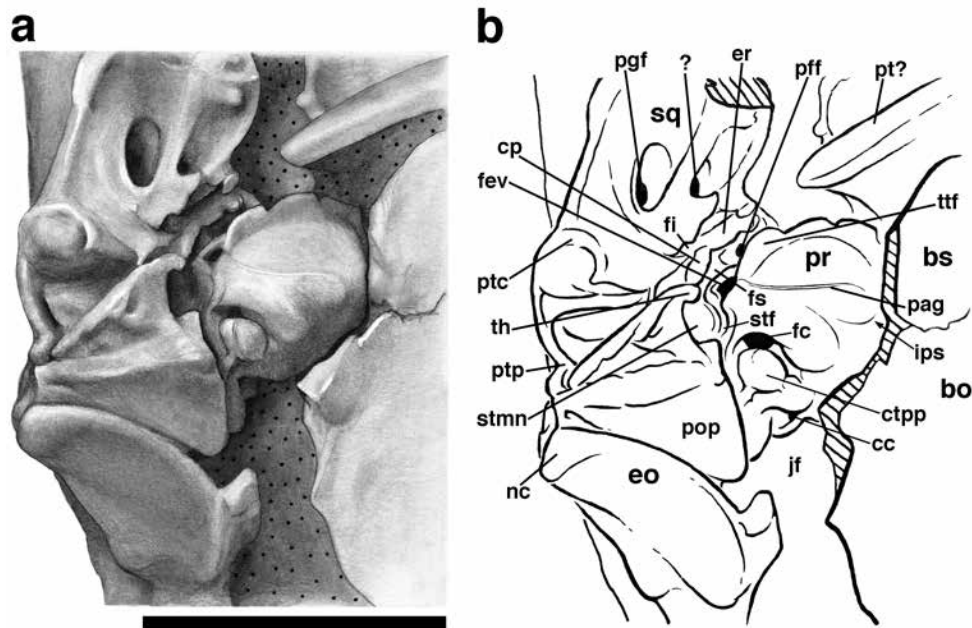 a
b
pgf
?
er
pff
pt?
sq
cp
fev
fi
ttf
pr
bs
ptc
fs
pag
th
stf
fc
ips
ptp
bo
stmn
ctpp
pop
cc
eo
jf
nc